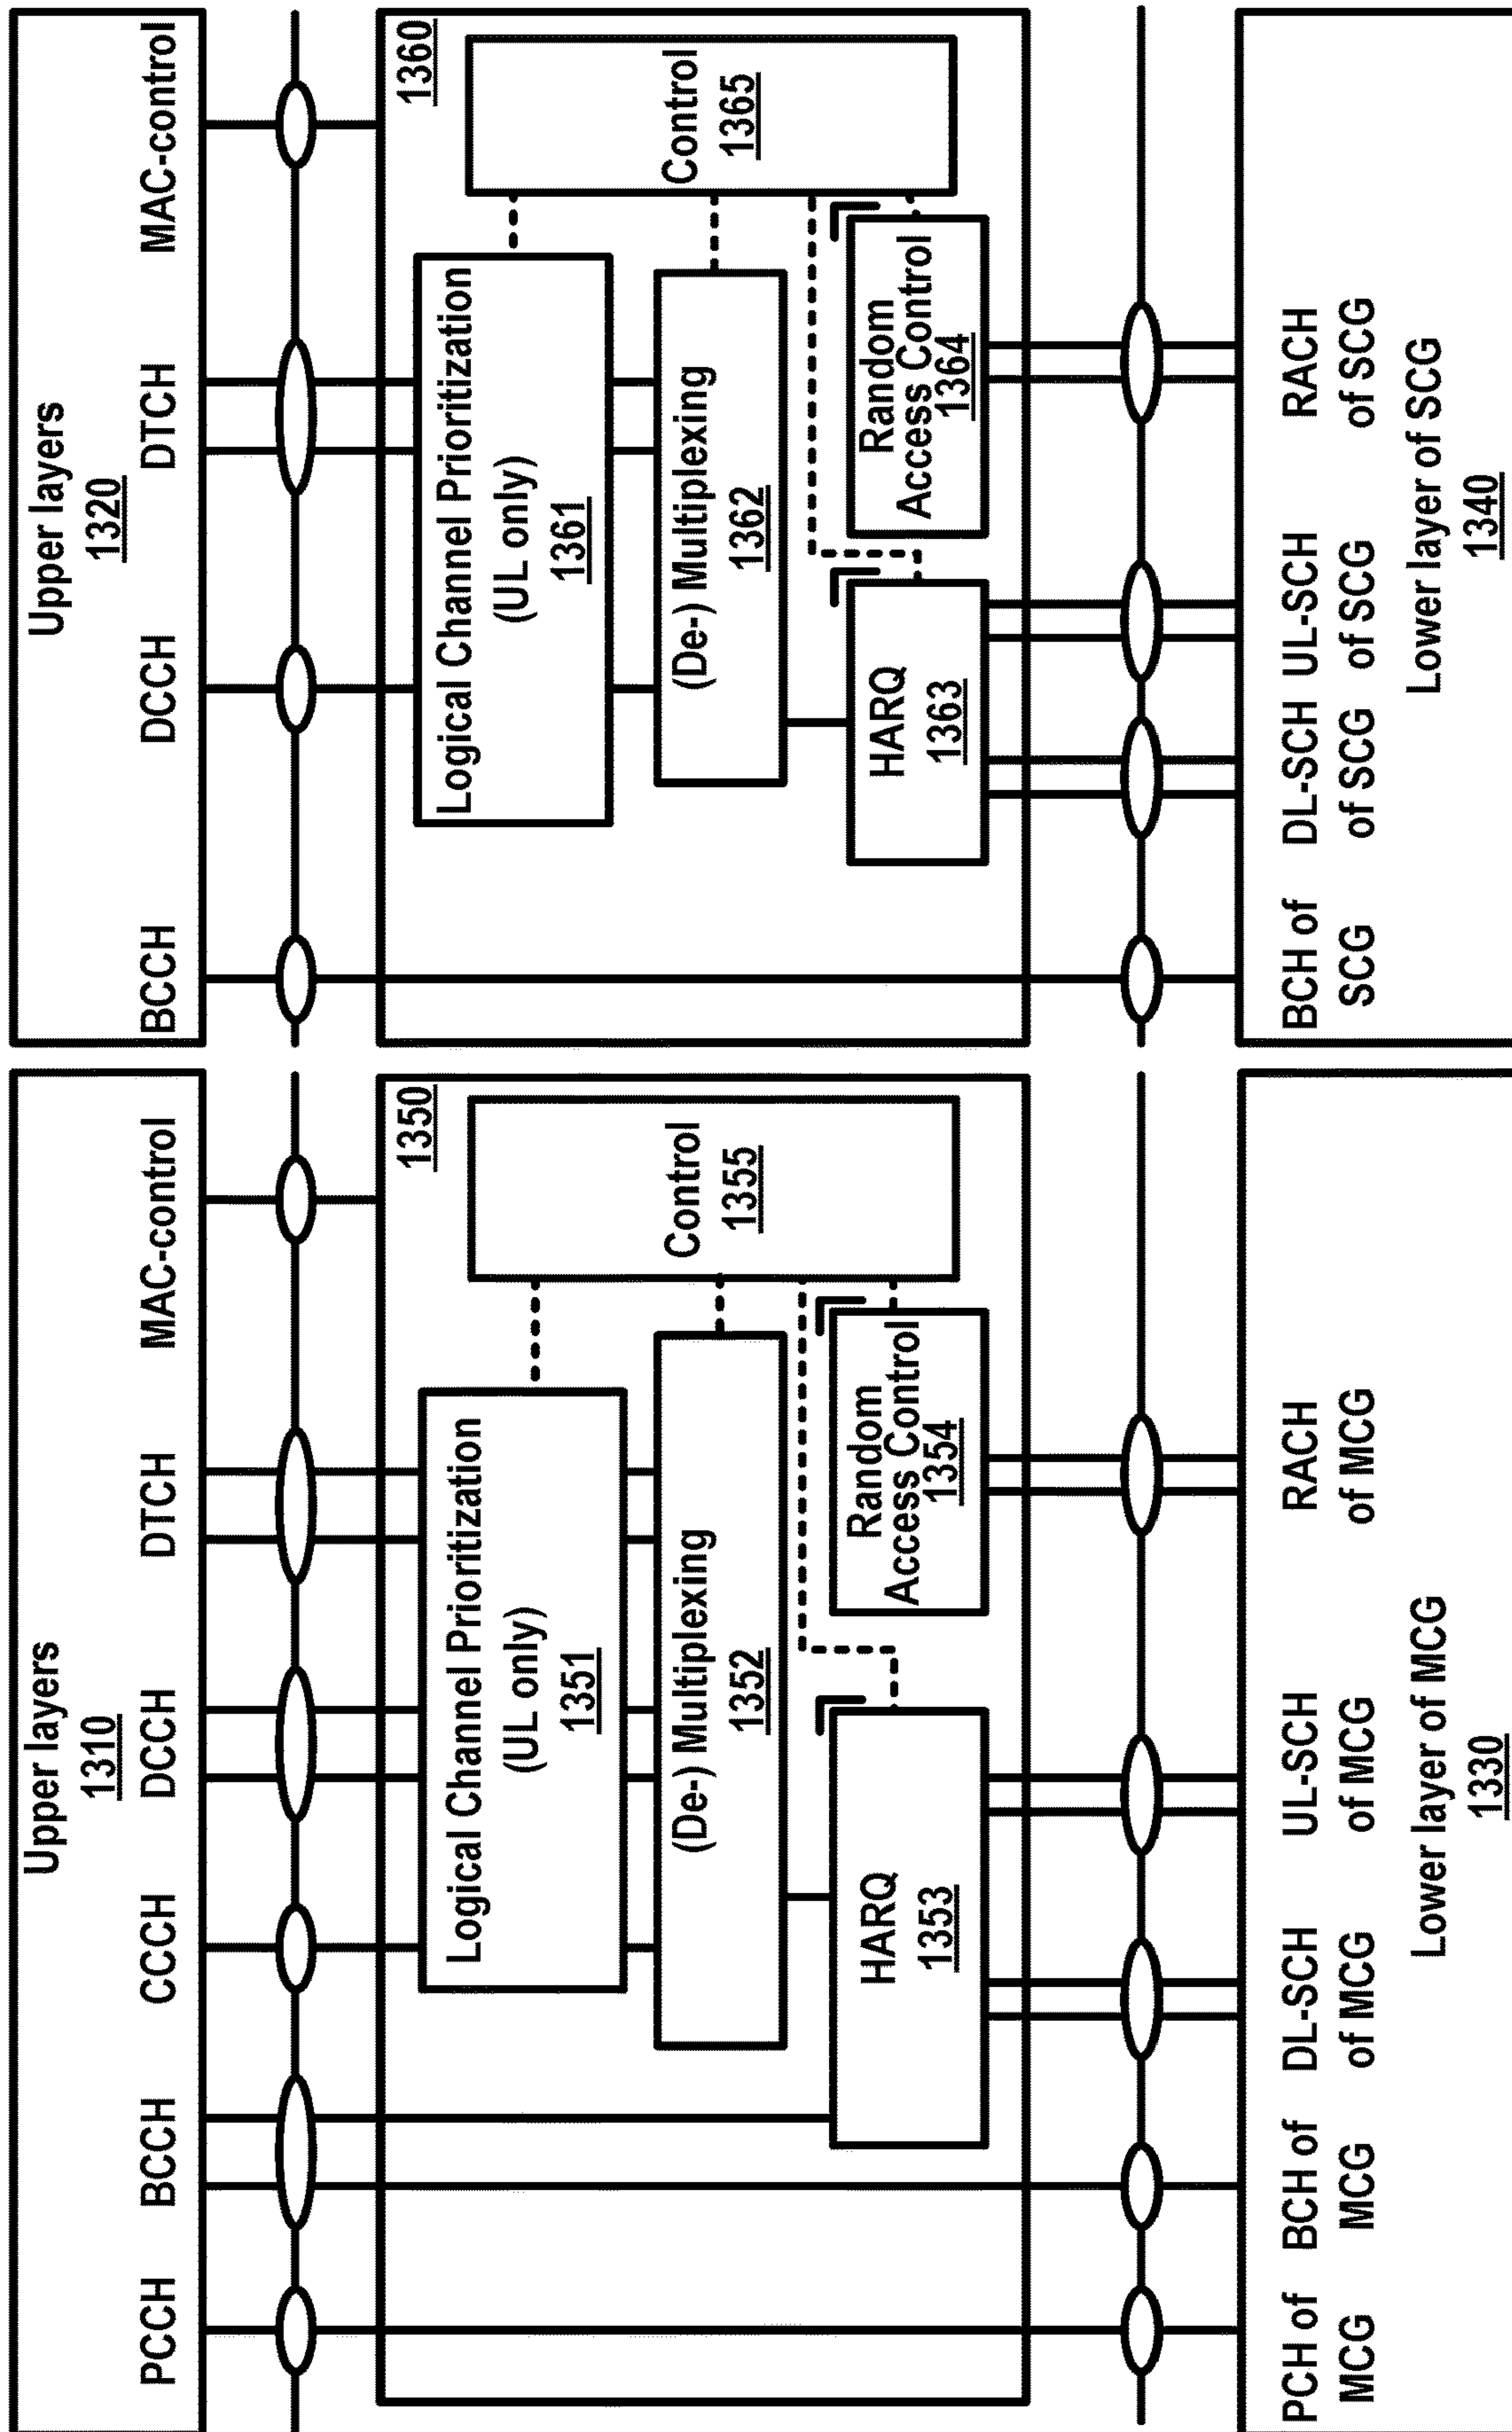 Upper layers
1310
PCCH
BCCH
CCCH
DCCH
DTCH
MAC-control
1350
Logical Channel Prioritization
(UL only)
1351
(De-) Multiplexing
1352
HARQ
1353
Random
Access Control
1354
Control
1355
PCH of
MCG
BCH of
MCG
DL-SCH
of MCG
UL-SCH
of MCG
RACH
of MCG
Lower layer of MCG
1330
Upper layers
1320
BCCH
DCCH
DTCH
MAC-control
1360
Logical Channel Prioritization
(UL only)
1361
(De-) Multiplexing
1362
HARQ
1363
Random
Access Control
1364
Control
1365
BCH of
SCG
DL-SCH
of SCG
UL-SCH
of SCG
RACH
of SCG
Lower layer of SCG
1340